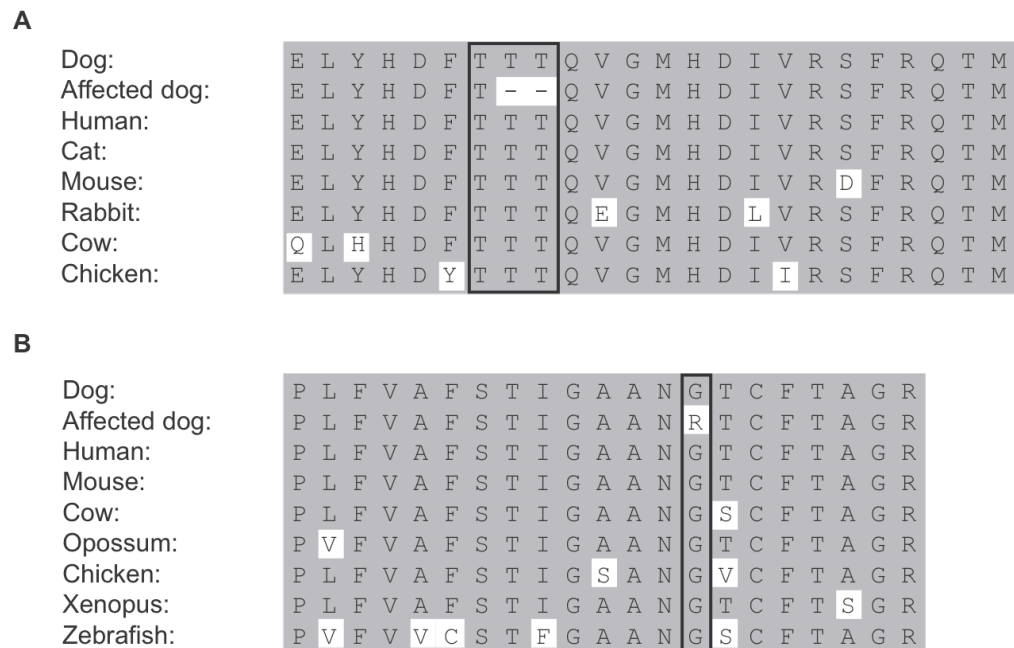 A
Dog: E L Y H D F T T T Q V G M H D I V R S F R Q T M
Affected dog: E L Y H D F T - - Q V G M H D I V R S F R Q T M
Human: E L Y H D F T T T Q V G M H D I V R S F R Q T M
Cat: E L Y H D F T T T Q V G M H D I V R S F R Q T M
Mouse: E L Y H D F T T T Q V G M H D I V R D F R Q T M
Rabbit: E L Y H D F T T T Q E G M H D L V R S F R Q T M
Cow: Q L H H D F T T T Q V G M H D I V R S F R Q T M
Chicken: E L Y H D Y T T T Q V G M H D I I R S F R Q T M
B
Dog: P L F V A F S T I G A A N G T C F T A G R
Affected dog: P L F V A F S T I G A A N R T C F T A G R
Human: P L F V A F S T I G A A N G T C F T A G R
Mouse: P L F V A F S T I G A A N G T C F T A G R
Cow: P L F V A F S T I G A A N G S C F T A G R
Opossum: P V F V A F S T I G A A N G T C F T A G R
Chicken: P L F V A F S T I G S A N G V C F T A G R
Xenopus: P L F V A F S T I G A A N G T C F T S G R
Zebrafish: P V F V V C S T F G A A N G S C F T A G R